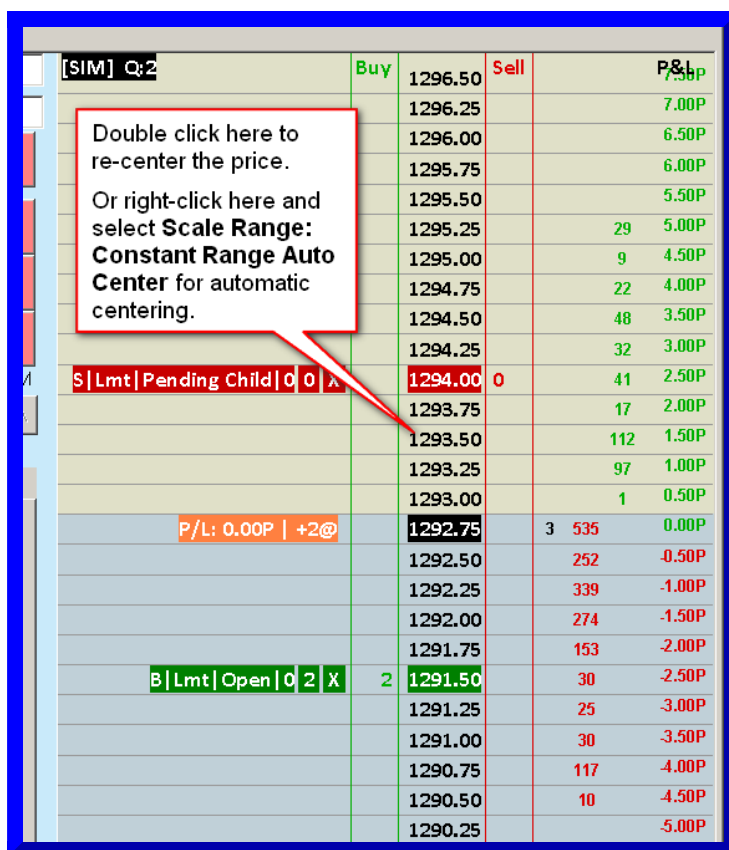 [SIM] Q:2 Buy 1296.50 Sell P&L 7.50P
1296.25 7.00P
1296.00 6.50P
1295.75 6.00P
1295.50 5.50P
1295.25 29 5.00P
1295.00 9 4.50P
1294.75 22 4.00P
1294.50 48 3.50P
1294.25 32 3.00P
Double click here to
re-center the price.
Or right-click here and
select Scale Range:
Constant Range Auto
Center for automatic
centering.
S|Lmt|Pending Child|0 0 X 1294.00 0 41 2.50P
1293.75 17 2.00P
1293.50 112 1.50P
1293.25 97 1.00P
1293.00 1 0.50P
P/L: 0.00P | +2@ 1292.75 3 535 0.00P
1292.50 252 -0.50P
1292.25 339 -1.00P
1292.00 274 -1.50P
1291.75 153 -2.00P
B|Lmt|Open|0 2 X 2 1291.50 30 -2.50P
1291.25 25 -3.00P
1291.00 30 -3.50P
1290.75 117 -4.00P
1290.50 10 -4.50P
1290.25 -5.00P